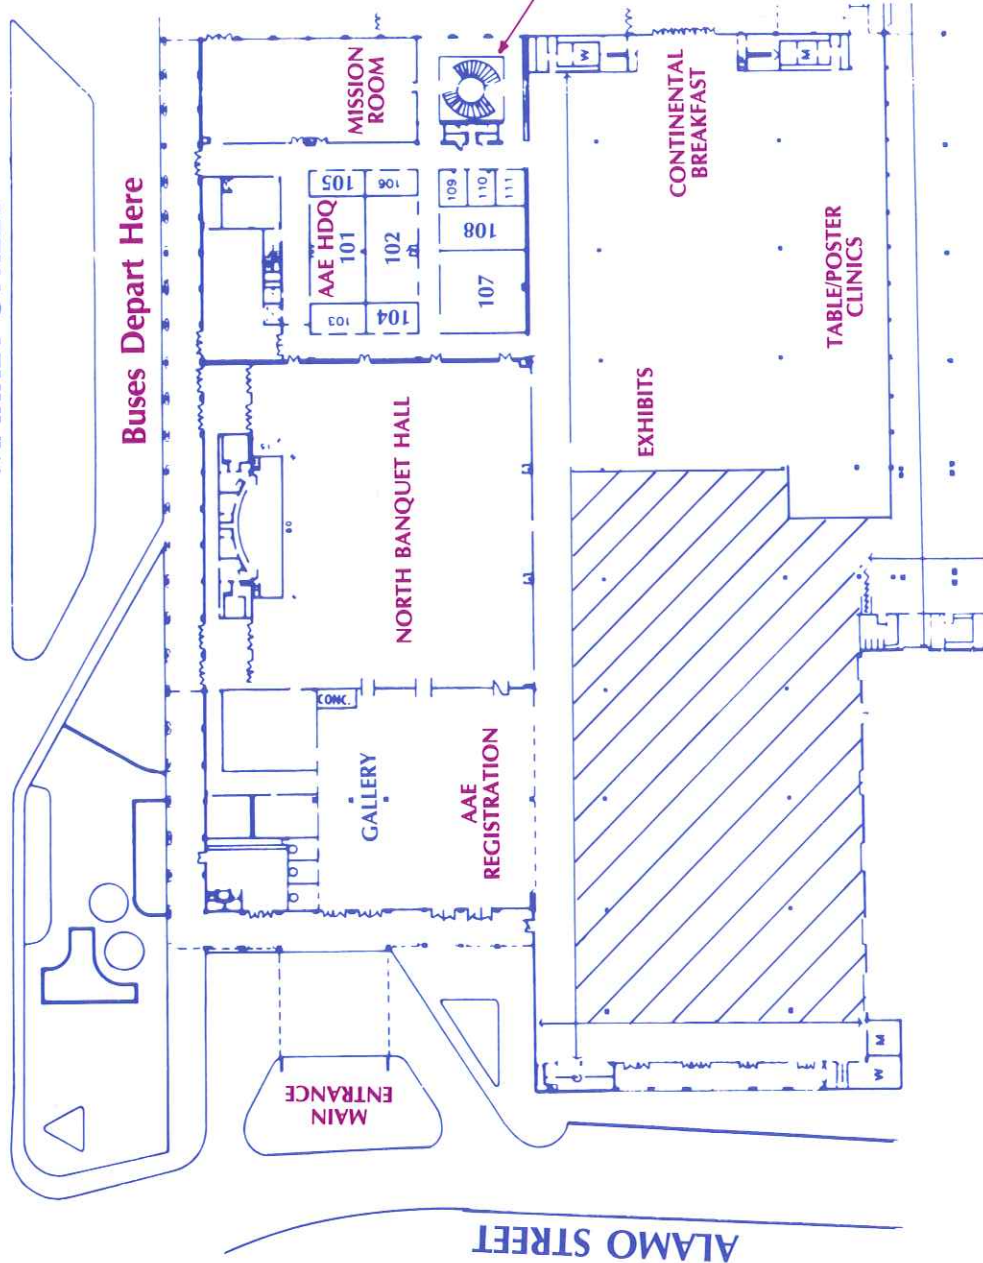 Buses Depart Here
MISSION
ROOM
W
CONTINENTAL
BREAKFAST
M
105
106
109
110
111
AAE HDQ
101
102
108
103
104
107
TABLE/POSTER
CLINICS
EXHIBITS
NORTH BANQUET HALL
GALLERY
AAE
REGISTRATION
MAIN
ENTRANCE
W
M
ALAMO STREET